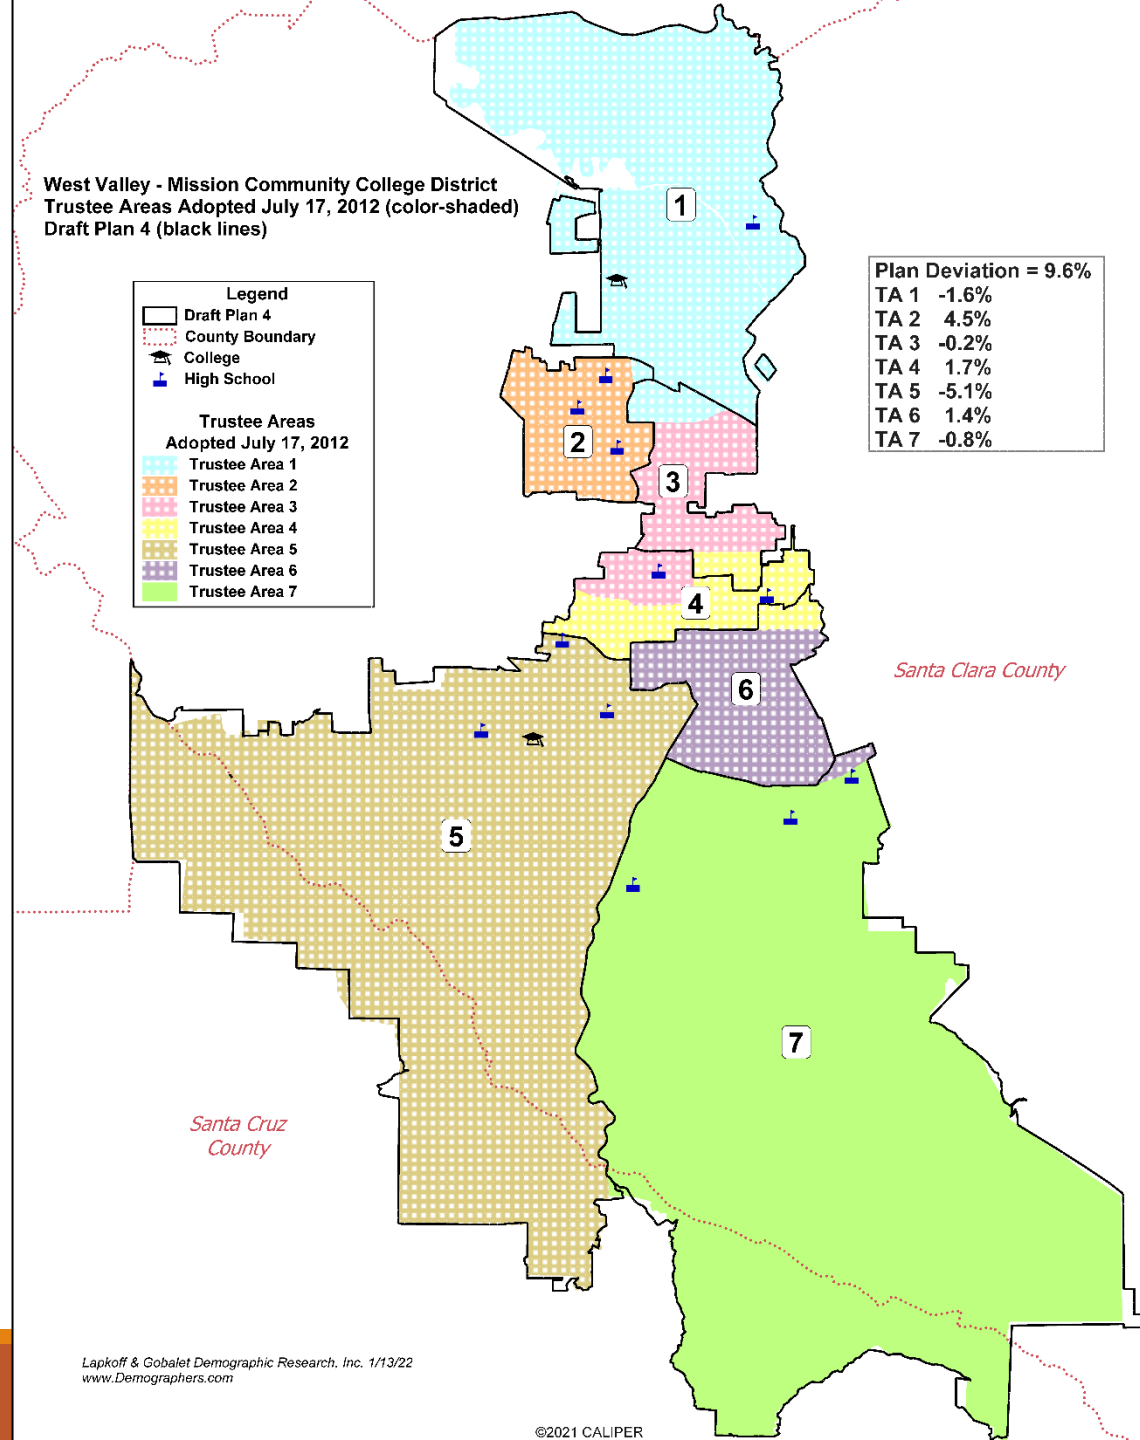 West Valley - Mission Community College District
Trustee Areas Adopted July 17, 2012 (color-shaded)
Draft Plan 4 (black lines)
Legend
Draft Plan 4
County Boundary
College
High School
Trustee Areas
Adopted July 17, 2012
Trustee Area 1
Trustee Area 2
Trustee Area 3
Trustee Area 4
Trustee Area 5
Trustee Area 6
Trustee Area 7
Plan Deviation = 9.6%
TA 1 -1.6%
TA 2 4.5%
TA 3 -0.2%
TA 4 1.7%
TA 5 -5.1%
TA 6 1.4%
TA 7 -0.8%
1
2
3
4
5
6
7
Santa Clara County
Santa Cruz
County
Lapkoff & Gobalet Demographic Research, Inc. 1/13/22
www.Demographers.com
©2021 CALIPER